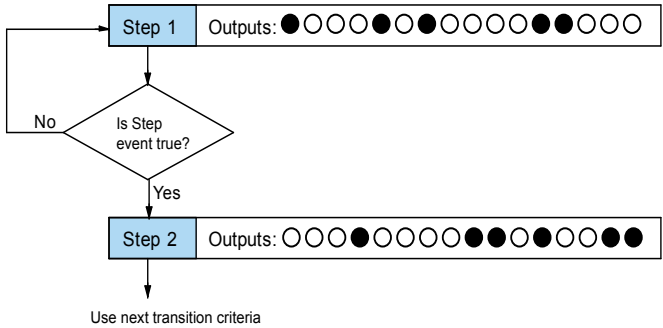 Step 1 Outputs:
Is Step
event true?
No
Yes
Step 2 Outputs:
Use next transition criteria